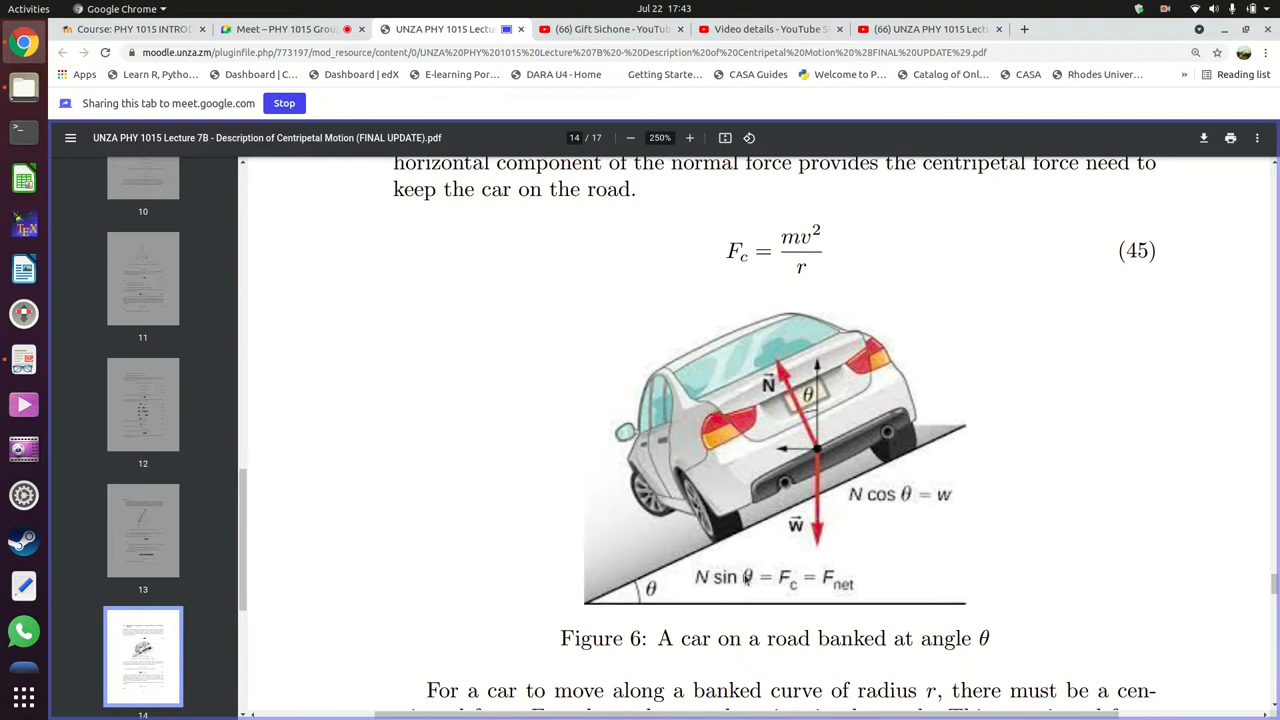 Activities
Google Chrome
Jul 22 17:43
Course: PHY 1015 INTROD
Meet – PHY 1015 Grou
UNZA PHY 1015 Lectu
(66) Gift Sichone - YouTub
Video details - YouTube S
(66) UNZA PHY 1015 Lect
moodle.unza.zm/pluginfile.php/773197/mod_resource/content/0/UNZA%20PHY%201015%20Lecture%207B%20-%20Description%20of%20Centripetal%20Motion%20%28FINAL%20UPDATE%29.pdf
Apps
Learn R, Pytho...
Dashboard | C...
Dashboard | edX
E-learning Por...
DARA U4 - Home
Getting Starte...
CASA Guides
Welcome to P...
Catalog of Onl...
CASA
Rhodes Univer...
»
Reading list
Sharing this tab to meet.google.com
Stop
UNZA PHY 1015 Lecture 7B - Description of Centripetal Motion (FINAL UPDATE).pdf
14 / 17
250%
10
11
12
13
14
horizontal component of the normal force provides the centripetal force need to
keep the car on the road.
F_c = mv²/r (45)
N
θ
N cos θ = w
w
N sin θ = F_c = F_net
θ
Figure 6: A car on a road banked at angle θ
For a car to move along a banked curve of radius r, there must be a cen-